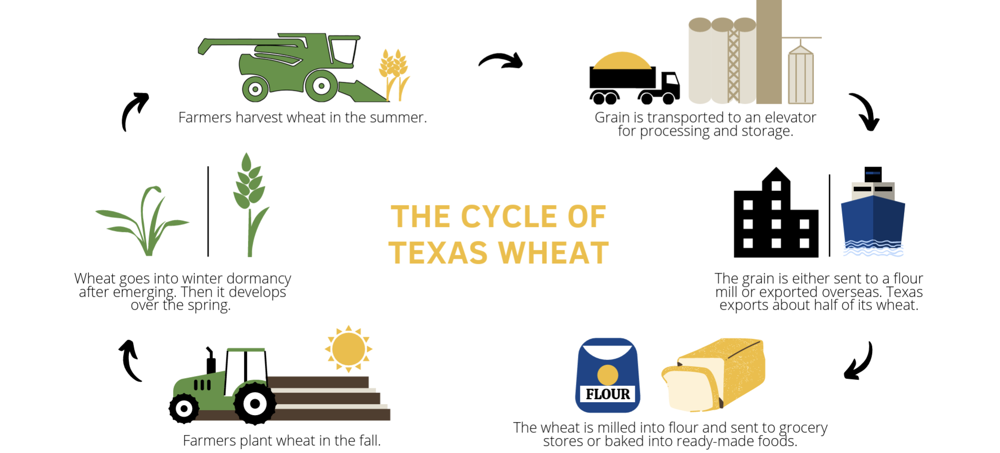 Farmers harvest wheat in the summer.
Grain is transported to an elevator
for processing and storage.
The grain is either sent to a flour
mill or exported overseas. Texas
exports about half of its wheat.
FLOUR
The wheat is milled into flour and sent to grocery
stores or baked into ready-made foods.
Farmers plant wheat in the fall.
Wheat goes into winter dormancy
after emerging. Then it develops
over the spring.
THE CYCLE OF
TEXAS WHEAT